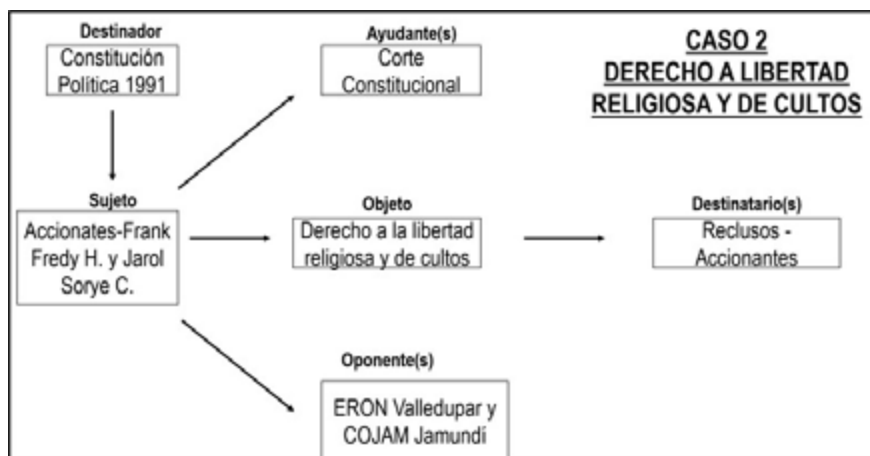 Destinador
Constitución
Política 1991
Ayudante(s)
Corte
Constitucional
CASO 2
DERECHO A LIBERTAD
RELIGIOSA Y DE CULTOS
Sujeto
Accionates-Frank
Fredy H. y Jarol
Sorye C.
Objeto
Derecho a la libertad
religiosa y de cultos
Destinatario(s)
Reclusos -
Accionantes
Oponente(s)
ERON Valledupar y
COJAM Jamundí